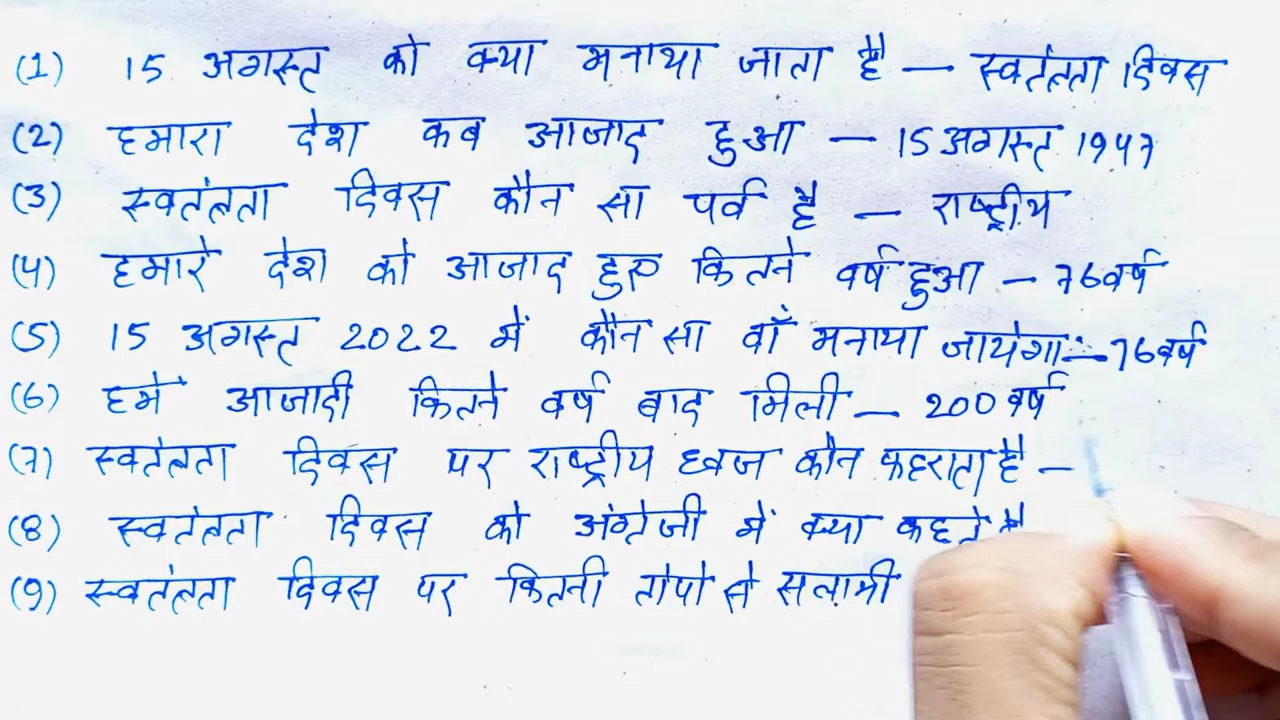 (1) 15 अगस्त को क्या मनाया जाता है — स्वतंत्रता दिवस
(2) हमारा देश कब आजाद हुआ — 15 अगस्त 1947
(3) स्वतंत्रता दिवस कौन सा पर्व है — राष्ट्रीय
(4) हमारे देश को आजाद हुए कितने वर्ष हुआ — 76 वर्ष
(5) 15 अगस्त 2022 में कौन सा वाँ मनाया जायेगा :— 76 वर्ष
(6) हमें आजादी कितने वर्ष बाद मिली — 200 वर्ष
(7) स्वतंत्रता दिवस पर राष्ट्रीय ध्वज कौन फहराता है —
(8) स्वतंत्रता दिवस को अंग्रेजी में क्या कहते है
(9) स्वतंत्रता दिवस पर कितनी तोपो से सलामी